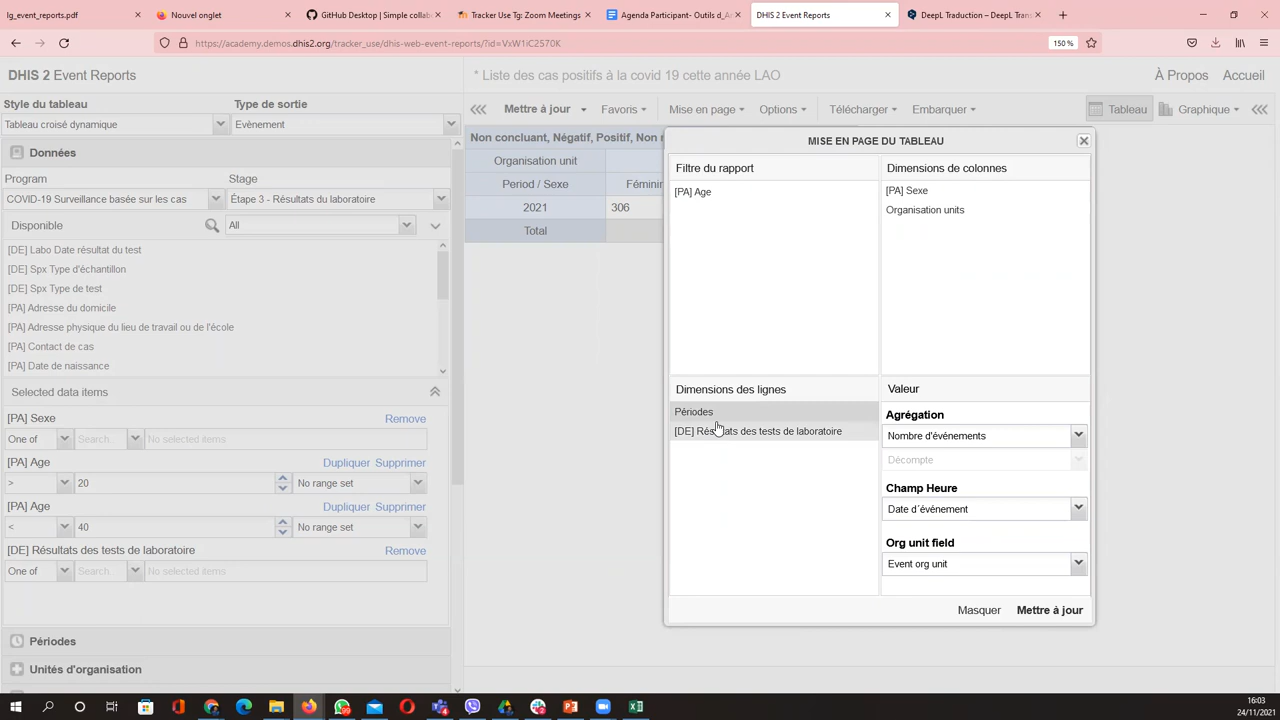 lg_ework_report.pdf
Nouvel onglet
GitHub Desktop | Simple collab
Tracker Use Tg: Zoom Meetings
Agenda Participant- Outils d_A
DHIS 2 Event Reports
DeepL Traduction – DeepL Tran
https://academy.demos.dhis2.org/tracker_use/dhis-web-event-reports/?id=VxW1iC2570K
150 %
DHIS 2 Event Reports
* Liste des cas positifs à la covid 19 cette année LAO
À Propos
Accueil
Style du tableau
Type de sortie
Mettre à jour
Favoris
Mise en page
Options
Télécharger
Embarquer
Tableau
Graphique
Tableau croisé dynamique
Evènement
Non concluant, Négatif, Positif, Non r
MISE EN PAGE DU TABLEAU
Données
Organisation unit
Filtre du rapport
Dimensions de colonnes
Program
Stage
Period / Sexe
Féminin
[PA] Age
[PA] Sexe
COVID-19 Surveillance basée sur les cas
Étape 3 - Résultats du laboratoire
2021
306
Organisation units
Disponible
All
Total
[DE] Labo Date résultat du test
[DE] Spx Type d'échantillon
[DE] Spx Type de test
[PA] Adresse du domicile
[PA] Adresse physique du lieu de travail ou de l'école
[PA] Contact de cas
[PA] Date de naissance
Selected data items
Dimensions des lignes
Valeur
[PA] Sexe
Remove
Périodes
Agrégation
One of
Search
No selected items
[DE] Résultats des tests de laboratoire
Nombre d'événements
[PA] Age
Dupliquer
Supprimer
Décompte
>
20
No range set
Champ Heure
[PA] Age
Dupliquer
Supprimer
Date d´événement
<
40
No range set
Org unit field
[DE] Résultats des tests de laboratoire
Remove
Event org unit
One of
Search
No selected items
Masquer
Mettre à jour
Périodes
Unités d'organisation
16:03
24/11/2021